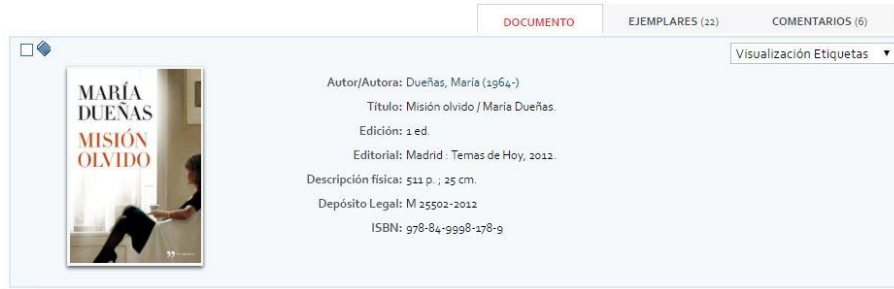 DOCUMENTO EJEMPLARES (22) COMENTARIOS (6)
Visualización Etiquetas
MARÍA
DUEÑAS
MISIÓN
OLVIDO
Autor/Autora: Dueñas, María (1964-)
Título: Misión olvido / María Dueñas.
Edición: 1 ed.
Editorial: Madrid : Temas de Hoy, 2012.
Descripción física: 511 p. ; 25 cm.
Depósito Legal: M 25502-2012
ISBN: 978-84-9998-178-9